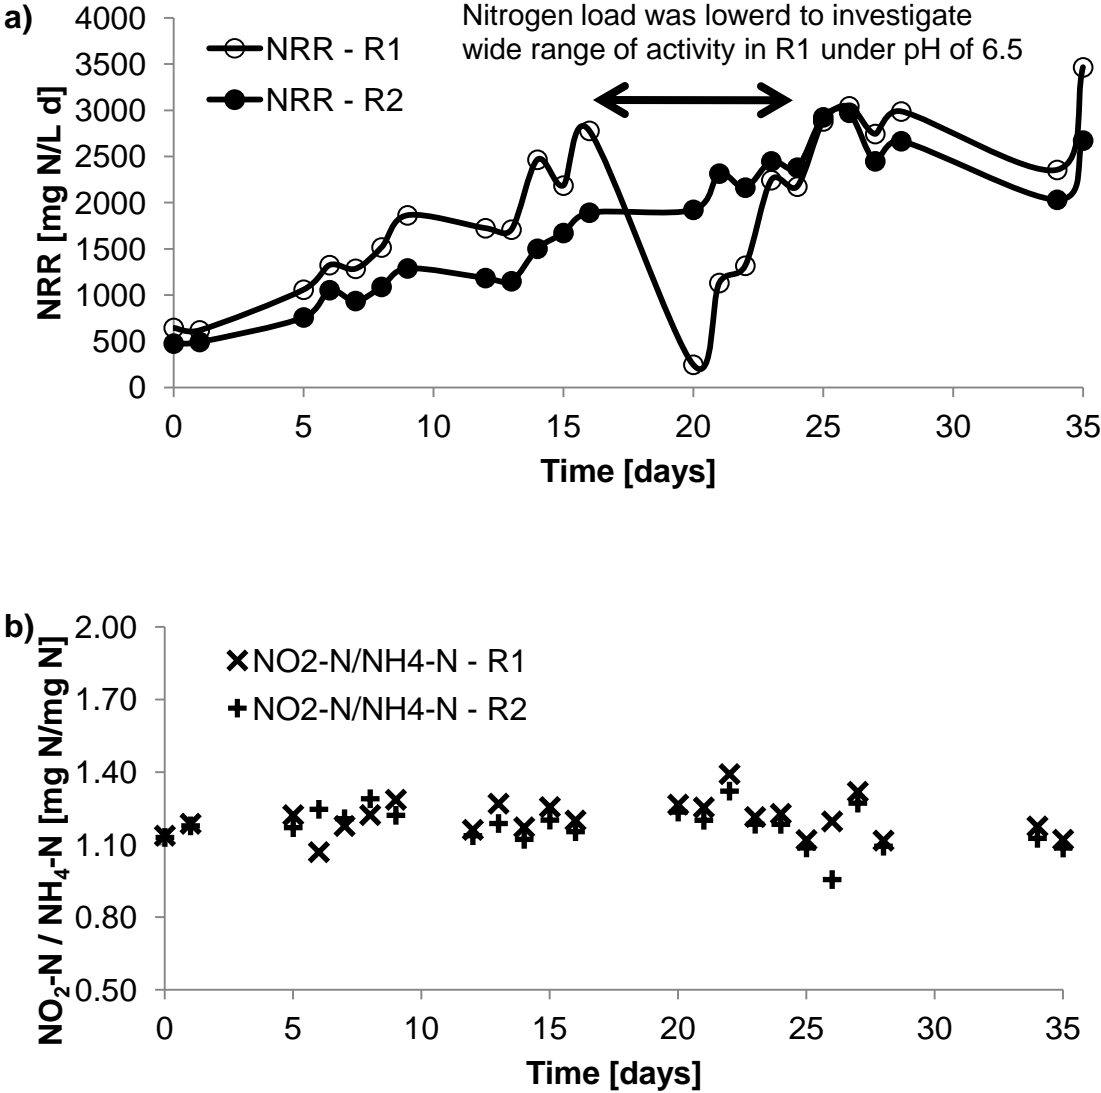 a)
Nitrogen load was lowerd to investigate
wide range of activity in R1 under pH of 6.5
NRR - R1
NRR - R2
NRR [mg N/L d]
4000
3500
3000
2500
2000
1500
1000
500
0
0 5 10 15 20 25 30 35
Time [days]
b)
NO2-N/NH4-N - R1
NO2-N/NH4-N - R2
NO₂-N / NH₄-N [mg N/mg N]
2.00
1.70
1.40
1.10
0.80
0.50
0 5 10 15 20 25 30 35
Time [days]